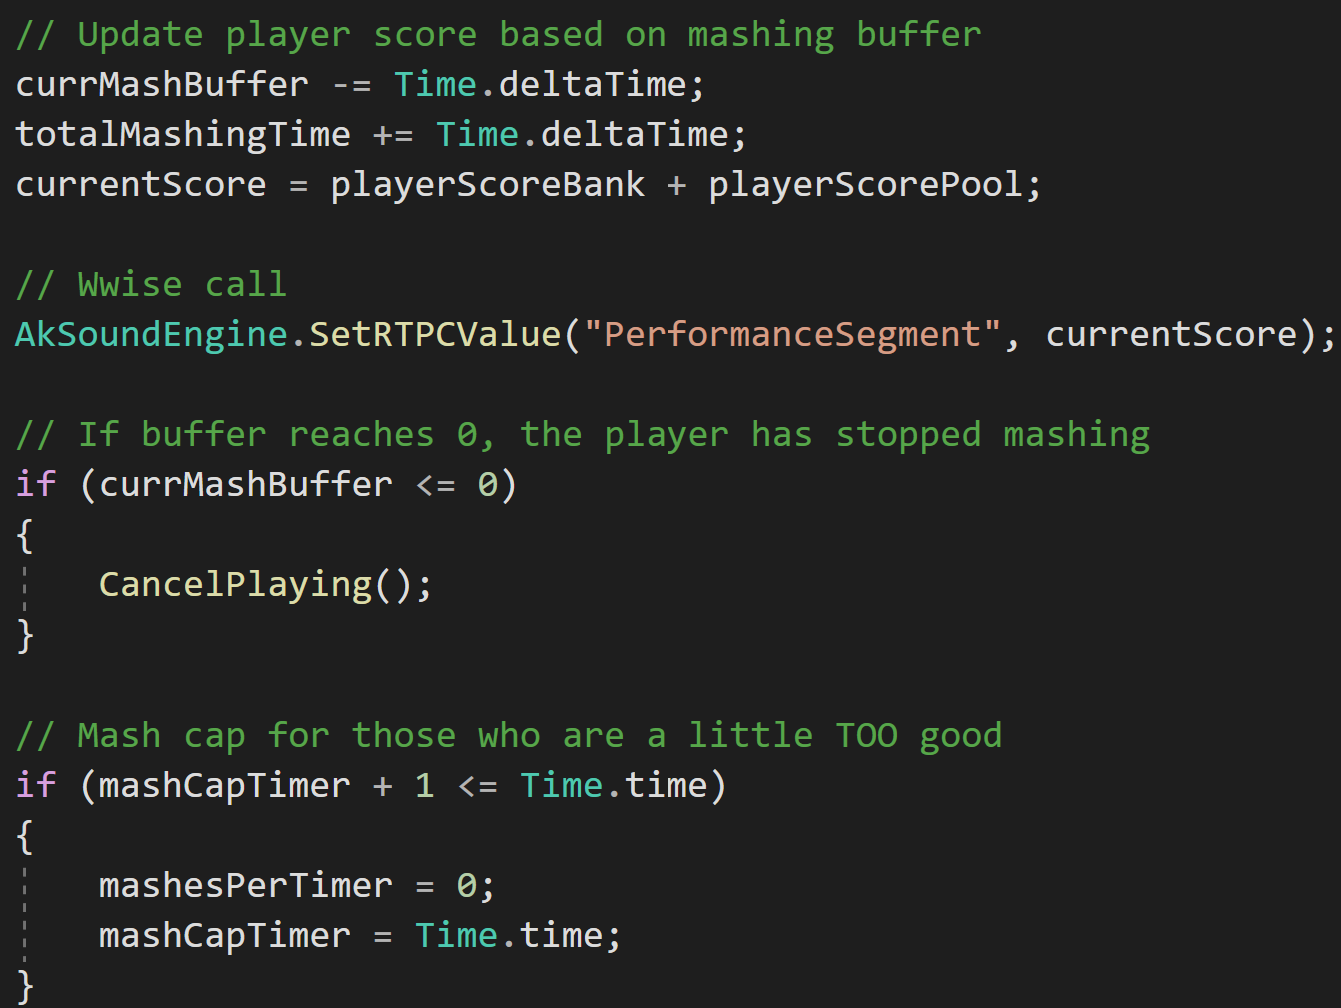 // Update player score based on mashing buffer
currMashBuffer -= Time.deltaTime;
totalMashingTime += Time.deltaTime;
currentScore = playerScoreBank + playerScorePool;

// Wwise call
AkSoundEngine.SetRTPCValue("PerformanceSegment", currentScore);

// If buffer reaches 0, the player has stopped mashing
if (currMashBuffer <= 0)
{
    CancelPlaying();
}

// Mash cap for those who are a little TOO good
if (mashCapTimer + 1 <= Time.time)
{
    mashesPerTimer = 0;
    mashCapTimer = Time.time;
}